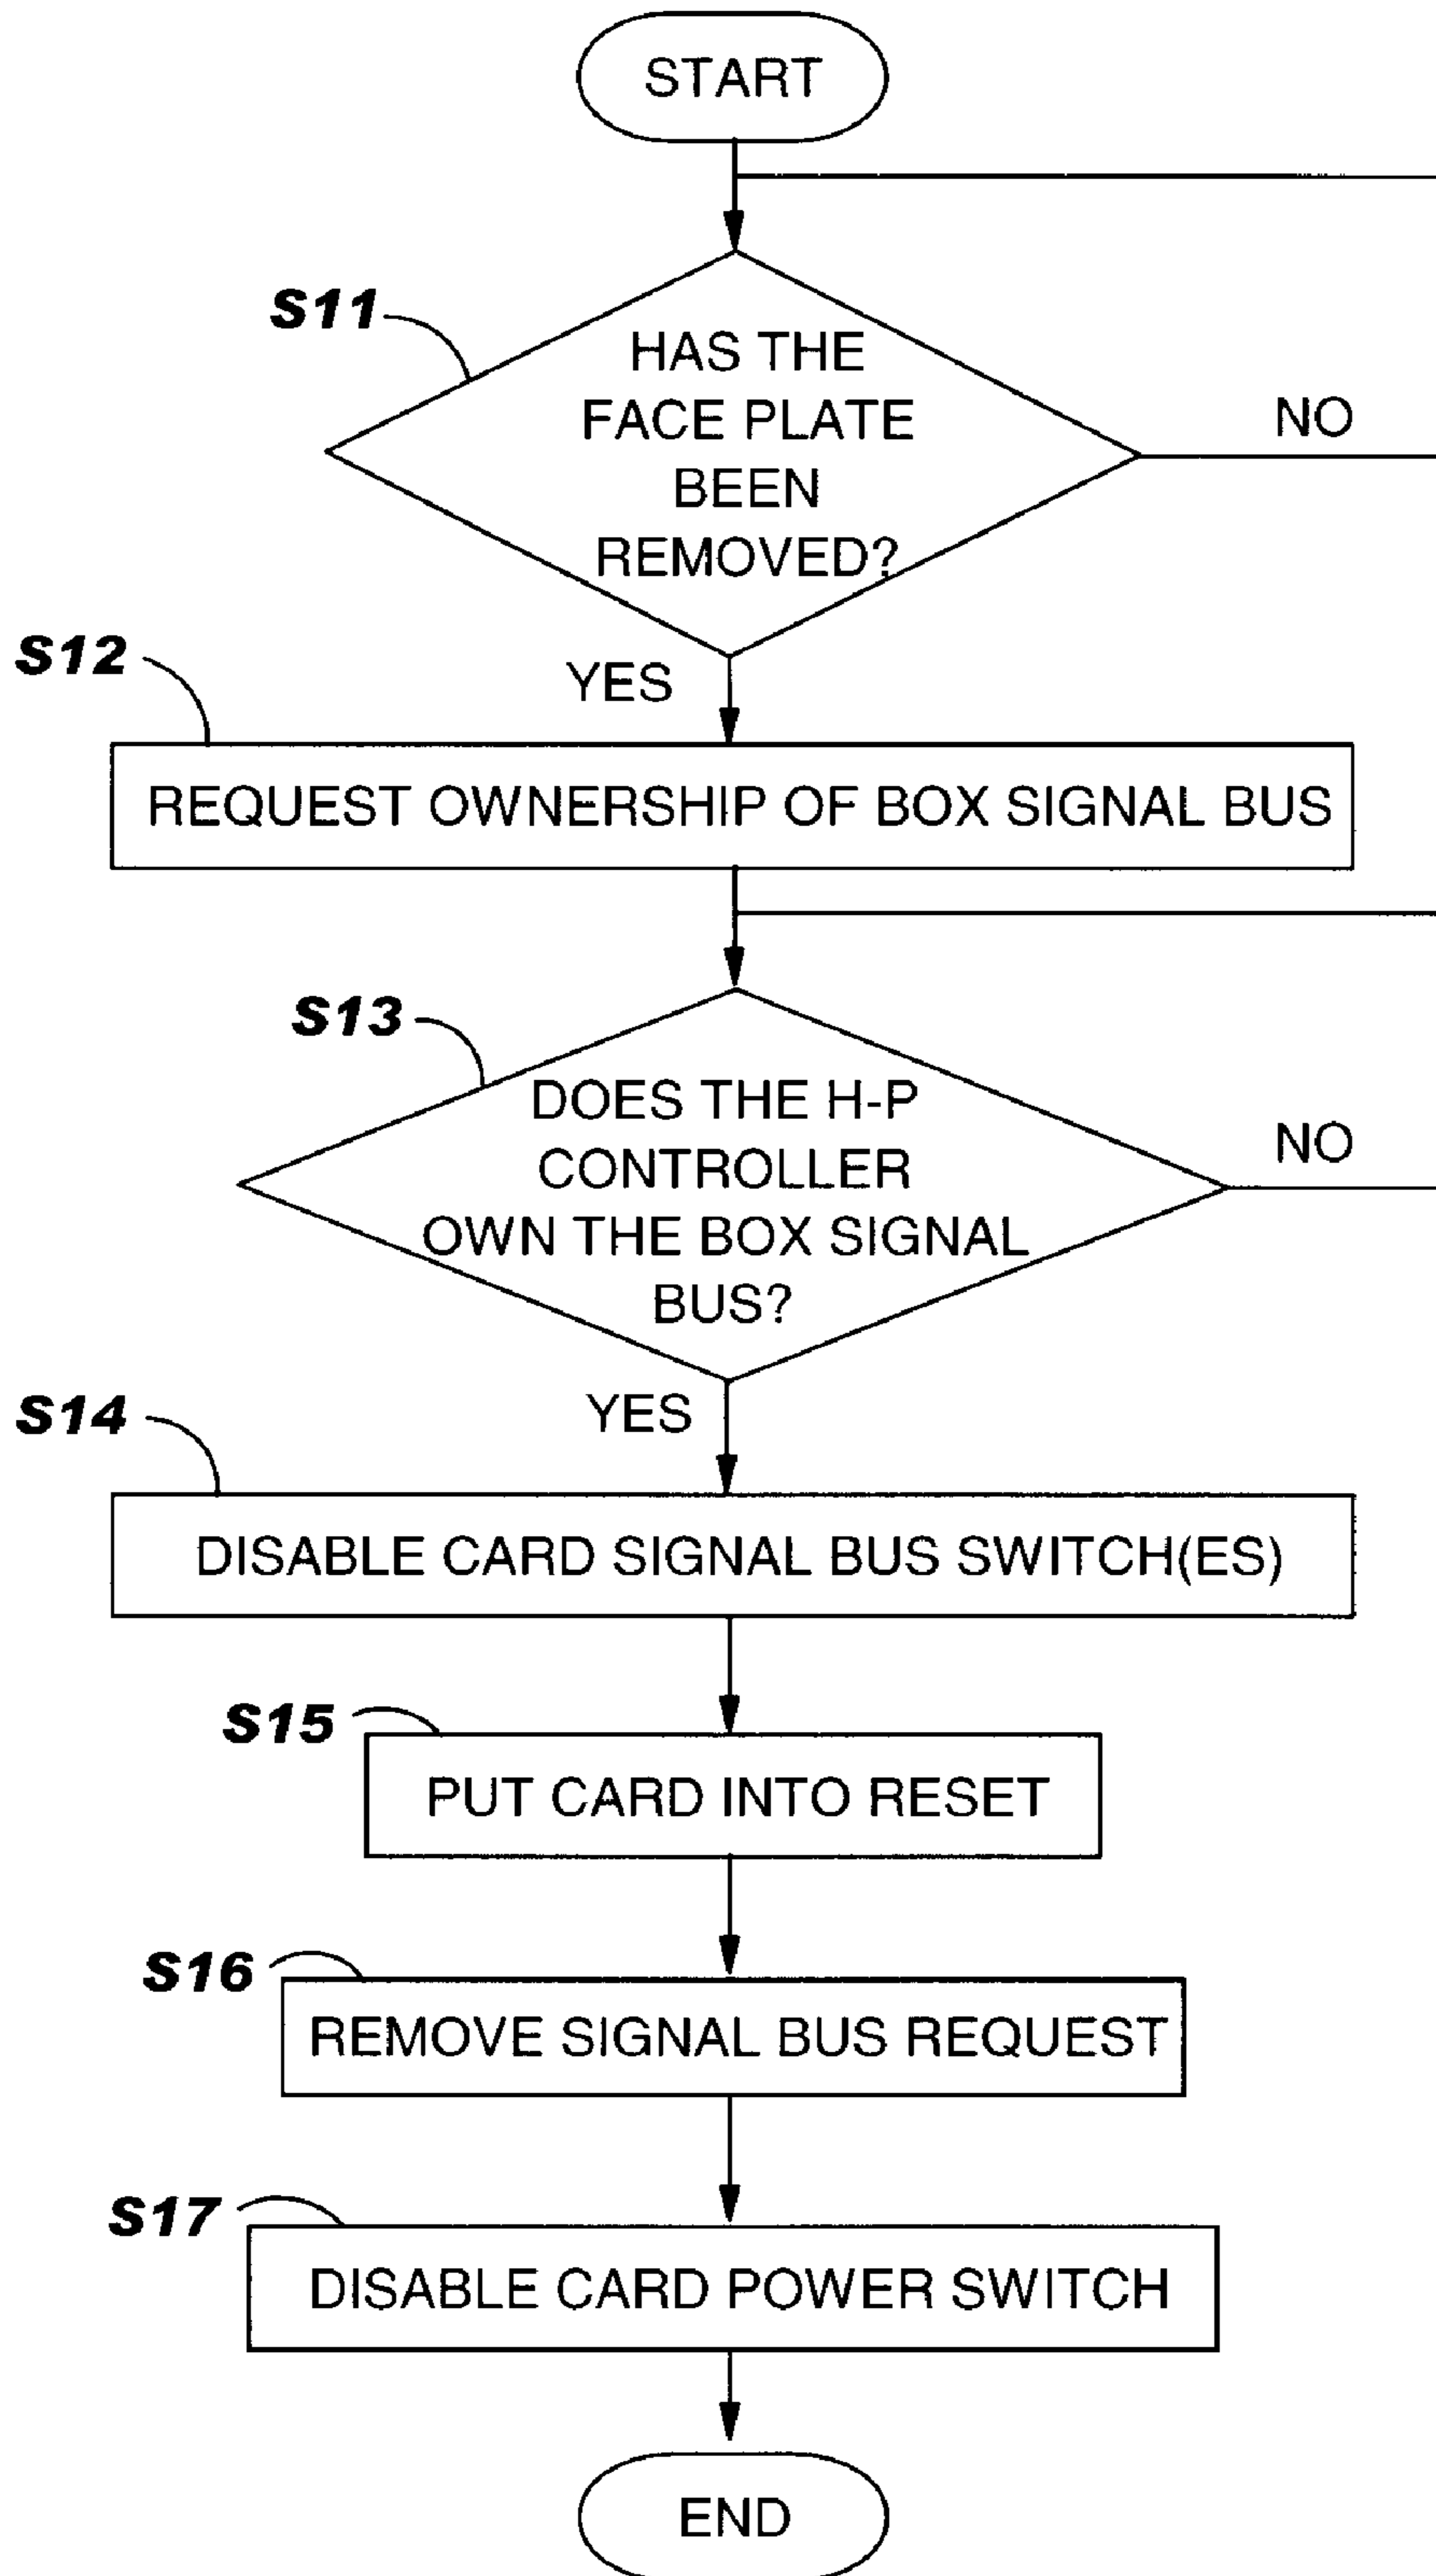 START
S11
HAS THE
FACE PLATE
BEEN
REMOVED?
NO
YES
S12
REQUEST OWNERSHIP OF BOX SIGNAL BUS
S13
DOES THE H-P
CONTROLLER
OWN THE BOX SIGNAL
BUS?
NO
YES
S14
DISABLE CARD SIGNAL BUS SWITCH(ES)
S15
PUT CARD INTO RESET
S16
REMOVE SIGNAL BUS REQUEST
S17
DISABLE CARD POWER SWITCH
END